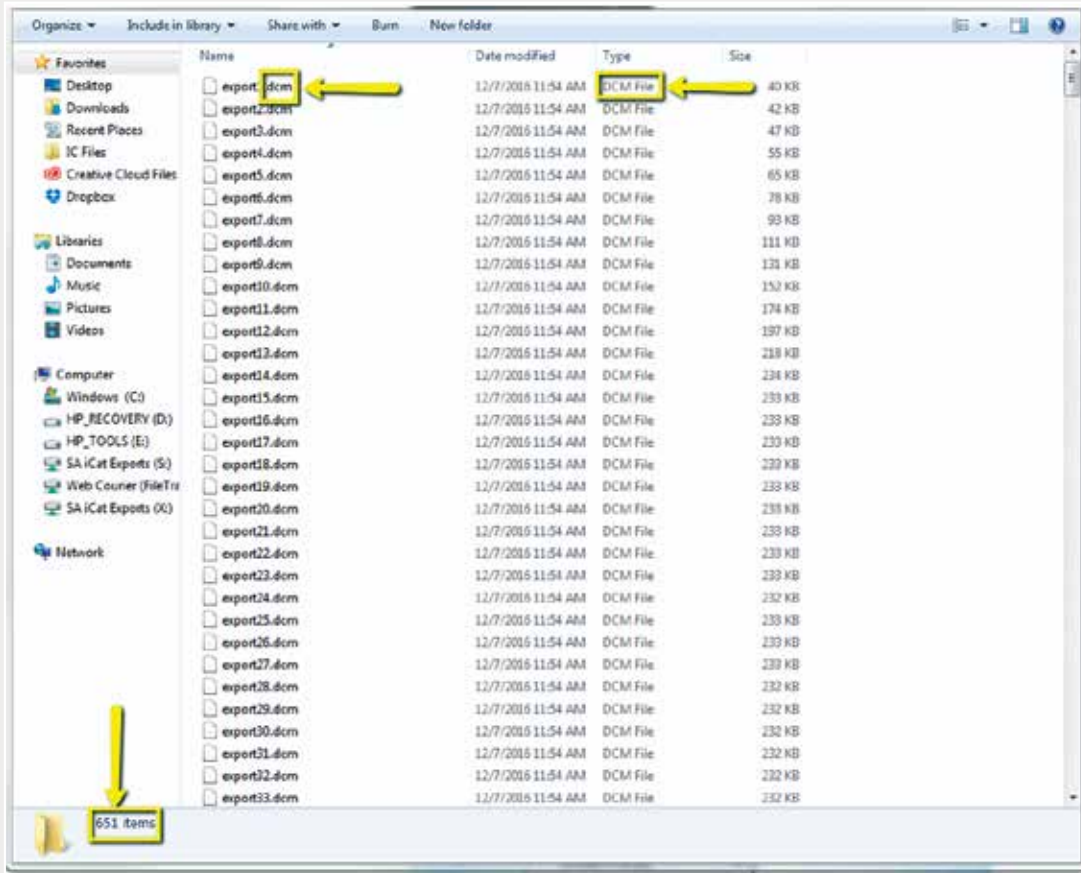 Organize Include in library Share with Burn New folder
Name Date modified Type Size
Favorites
Desktop
Downloads
Recent Places
IC Files
Creative Cloud Files
Dropbox
Libraries
Documents
Music
Pictures
Videos
Computer
Windows (C:)
HP_RECOVERY (D:)
HP_TOOLS (E:)
SA iCat Exports (S:)
Web Courier (FileTra
SA iCat Exports (X:)
Network
export1.dcm 12/7/2016 11:54 AM DCM File 40 KB
export2.dcm 12/7/2016 11:54 AM DCM File 42 KB
export3.dcm 12/7/2016 11:54 AM DCM File 47 KB
export4.dcm 12/7/2016 11:54 AM DCM File 55 KB
export5.dcm 12/7/2016 11:54 AM DCM File 65 KB
export6.dcm 12/7/2016 11:54 AM DCM File 78 KB
export7.dcm 12/7/2016 11:54 AM DCM File 93 KB
export8.dcm 12/7/2016 11:54 AM DCM File 111 KB
export9.dcm 12/7/2016 11:54 AM DCM File 131 KB
export10.dcm 12/7/2016 11:54 AM DCM File 152 KB
export11.dcm 12/7/2016 11:54 AM DCM File 174 KB
export12.dcm 12/7/2016 11:54 AM DCM File 197 KB
export13.dcm 12/7/2016 11:54 AM DCM File 218 KB
export14.dcm 12/7/2016 11:54 AM DCM File 234 KB
export15.dcm 12/7/2016 11:54 AM DCM File 233 KB
export16.dcm 12/7/2016 11:54 AM DCM File 233 KB
export17.dcm 12/7/2016 11:54 AM DCM File 233 KB
export18.dcm 12/7/2016 11:54 AM DCM File 233 KB
export19.dcm 12/7/2016 11:54 AM DCM File 233 KB
export20.dcm 12/7/2016 11:54 AM DCM File 233 KB
export21.dcm 12/7/2016 11:54 AM DCM File 233 KB
export22.dcm 12/7/2016 11:54 AM DCM File 233 KB
export23.dcm 12/7/2016 11:54 AM DCM File 233 KB
export24.dcm 12/7/2016 11:54 AM DCM File 232 KB
export25.dcm 12/7/2016 11:54 AM DCM File 233 KB
export26.dcm 12/7/2016 11:54 AM DCM File 233 KB
export27.dcm 12/7/2016 11:54 AM DCM File 233 KB
export28.dcm 12/7/2016 11:54 AM DCM File 232 KB
export29.dcm 12/7/2016 11:54 AM DCM File 232 KB
export30.dcm 12/7/2016 11:54 AM DCM File 232 KB
export31.dcm 12/7/2016 11:54 AM DCM File 232 KB
export32.dcm 12/7/2016 11:54 AM DCM File 232 KB
export33.dcm 12/7/2016 11:54 AM DCM File 232 KB
651 items